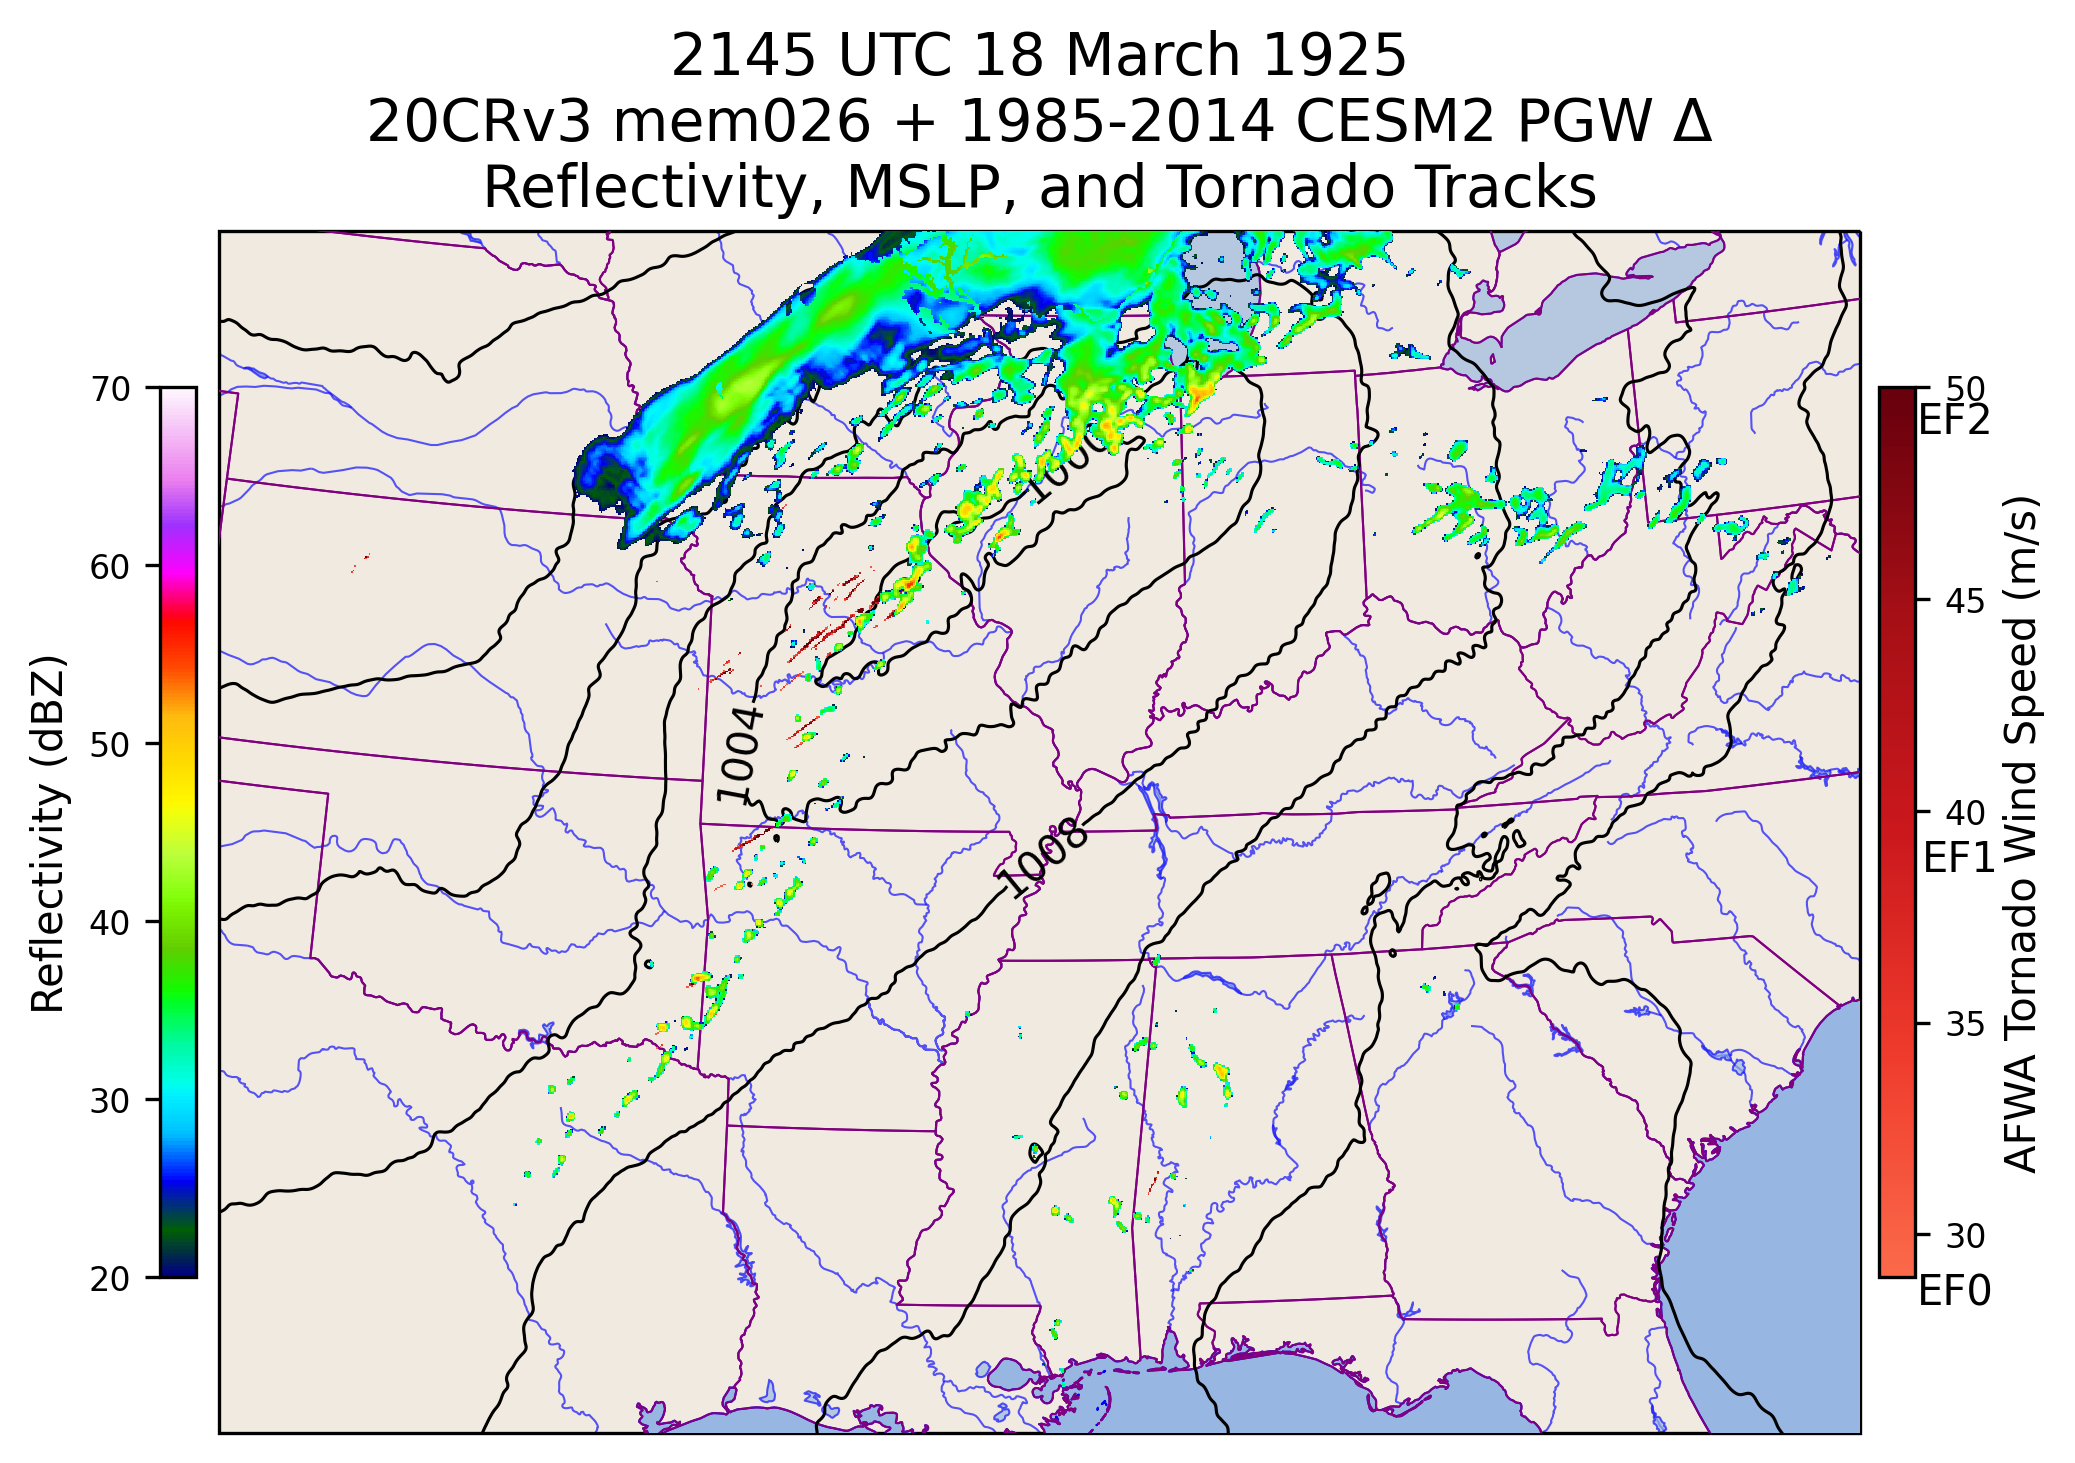 2145 UTC 18 March 1925
20CRv3 mem026 + 1985-2014 CESM2 PGW Δ
Reflectivity, MSLP, and Tornado Tracks
70
60
50
40
30
20
Reflectivity (dBZ)
1000
1004
1008
50
EF2
45
40
EF1
35
30
EF0
AFWA Tornado Wind Speed (m/s)